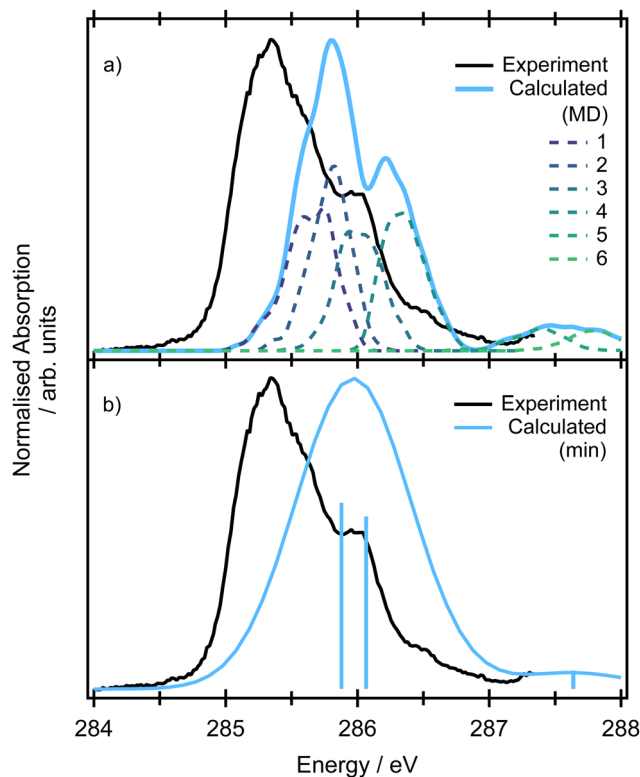 a)
Experiment
Calculated
(MD)
1
2
3
4
5
6
Normalised Absorption
/ arb. units
b)
Experiment
Calculated
(min)
284
285
286
287
288
Energy / eV